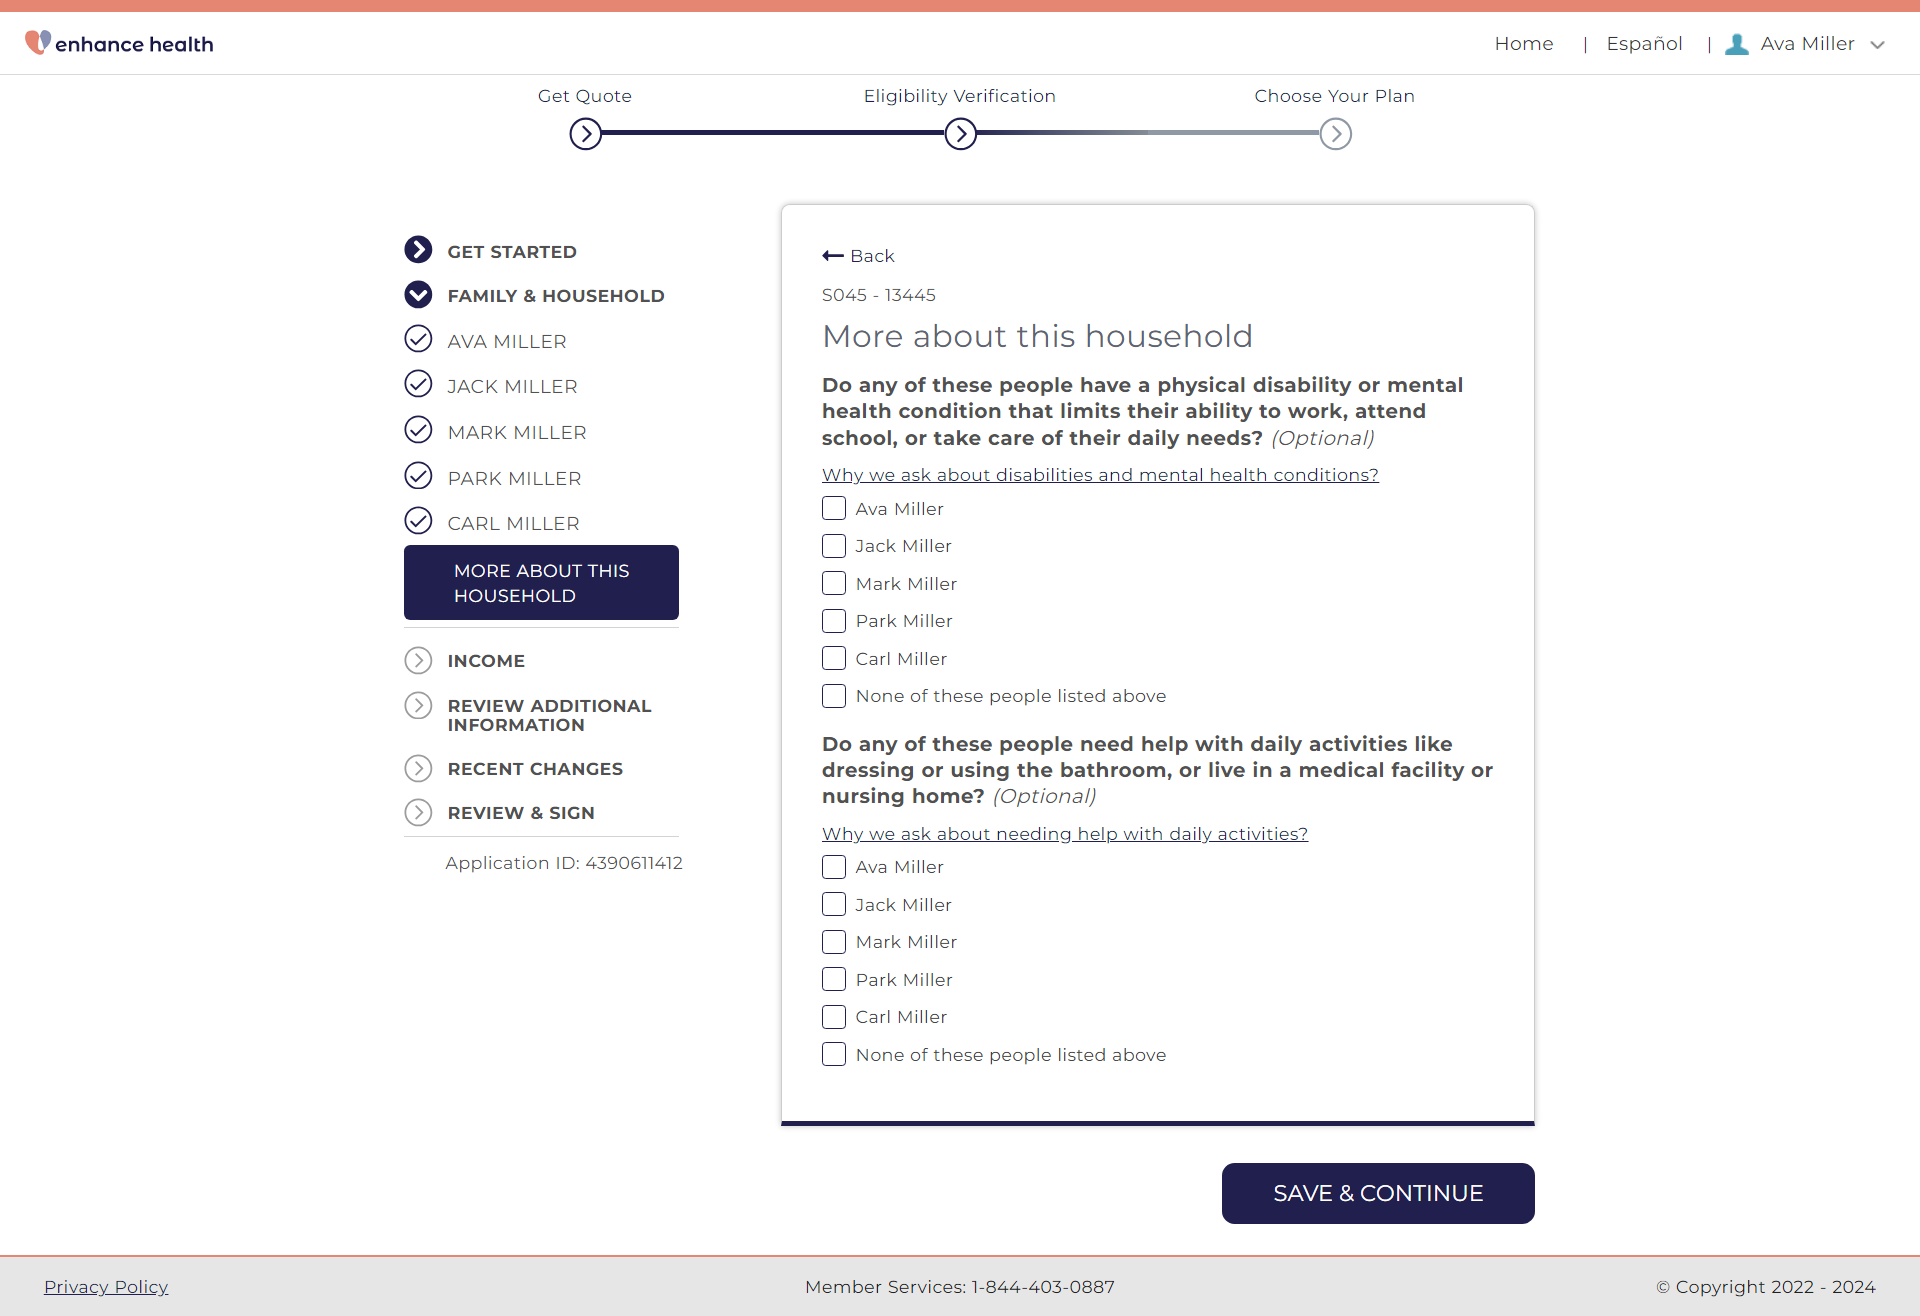 enhance health
Home | Español | Ava Miller
Get Quote
Eligibility Verification
Choose Your Plan
GET STARTED
FAMILY & HOUSEHOLD
AVA MILLER
JACK MILLER
MARK MILLER
PARK MILLER
CARL MILLER
MORE ABOUT THIS
HOUSEHOLD
INCOME
REVIEW ADDITIONAL
INFORMATION
RECENT CHANGES
REVIEW & SIGN
Application ID: 4390611412
Back
S045 - 13445
More about this household
Do any of these people have a physical disability or mental
health condition that limits their ability to work, attend
school, or take care of their daily needs? (Optional)
Why we ask about disabilities and mental health conditions?
Ava Miller
Jack Miller
Mark Miller
Park Miller
Carl Miller
None of these people listed above
Do any of these people need help with daily activities like
dressing or using the bathroom, or live in a medical facility or
nursing home? (Optional)
Why we ask about needing help with daily activities?
Ava Miller
Jack Miller
Mark Miller
Park Miller
Carl Miller
None of these people listed above
SAVE & CONTINUE
Privacy Policy
Member Services: 1-844-403-0887
© Copyright 2022 - 2024